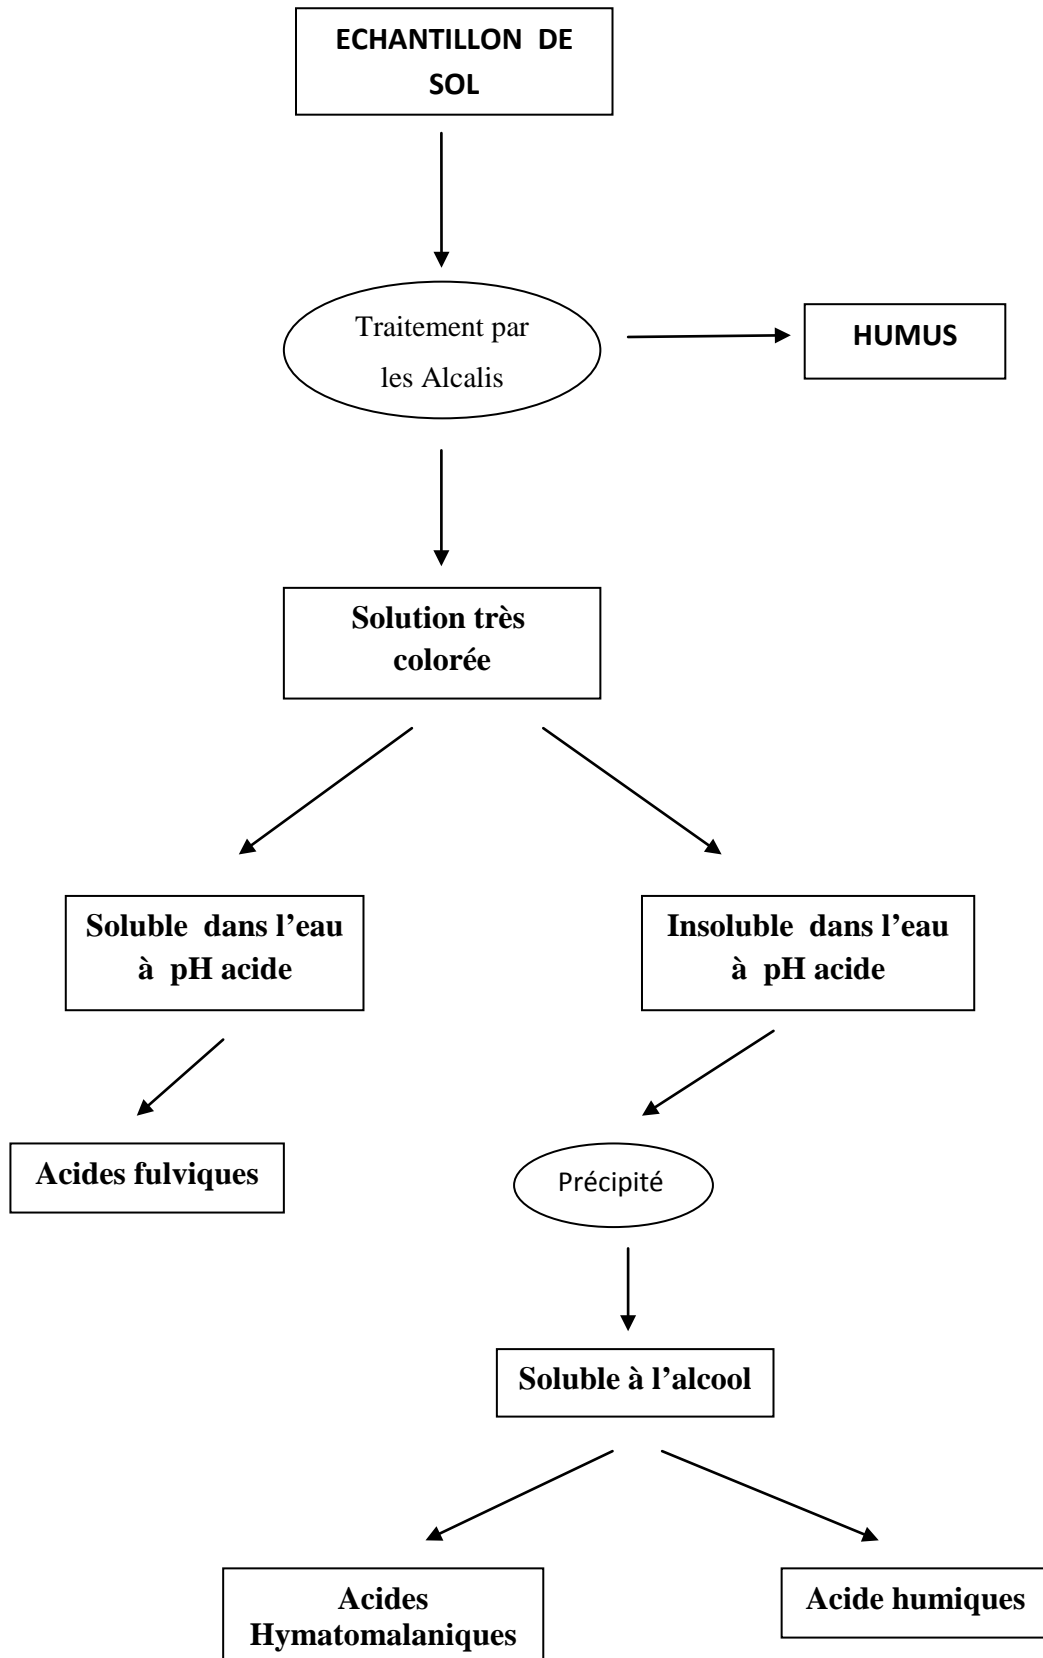 ECHANTILLON DE
SOL
Traitement par
les Alcalis
HUMUS
Solution très
colorée
Soluble dans l’eau
à pH acide
Insoluble dans l’eau
à pH acide
Acides fulviques
Précipité
Soluble à l’alcool
Acides
Hymatomalaniques
Acide humiques